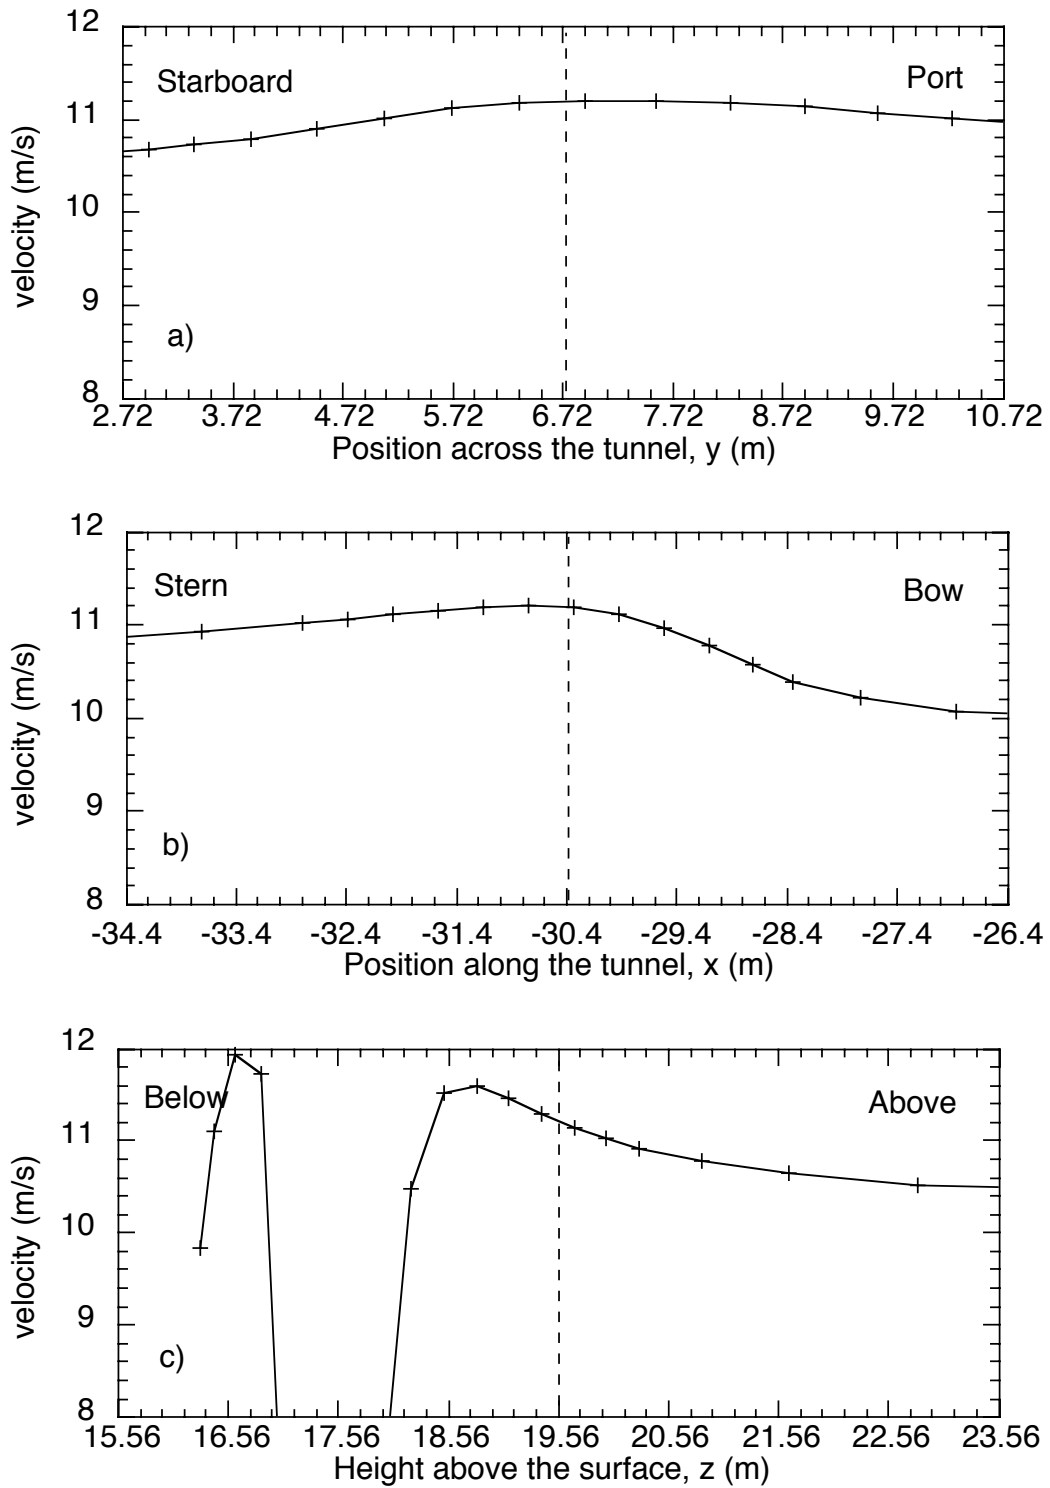 12
Starboard
Port
11
10
9
8
velocity (m/s)
a)
2.72 3.72 4.72 5.72 6.72 7.72 8.72 9.72 10.72
Position across the tunnel, y (m)
12
Stern
Bow
11
10
9
8
velocity (m/s)
b)
-34.4 -33.4 -32.4 -31.4 -30.4 -29.4 -28.4 -27.4 -26.4
Position along the tunnel, x (m)
12
Below
Above
11
10
9
8
velocity (m/s)
c)
15.56 16.56 17.56 18.56 19.56 20.56 21.56 22.56 23.56
Height above the surface, z (m)